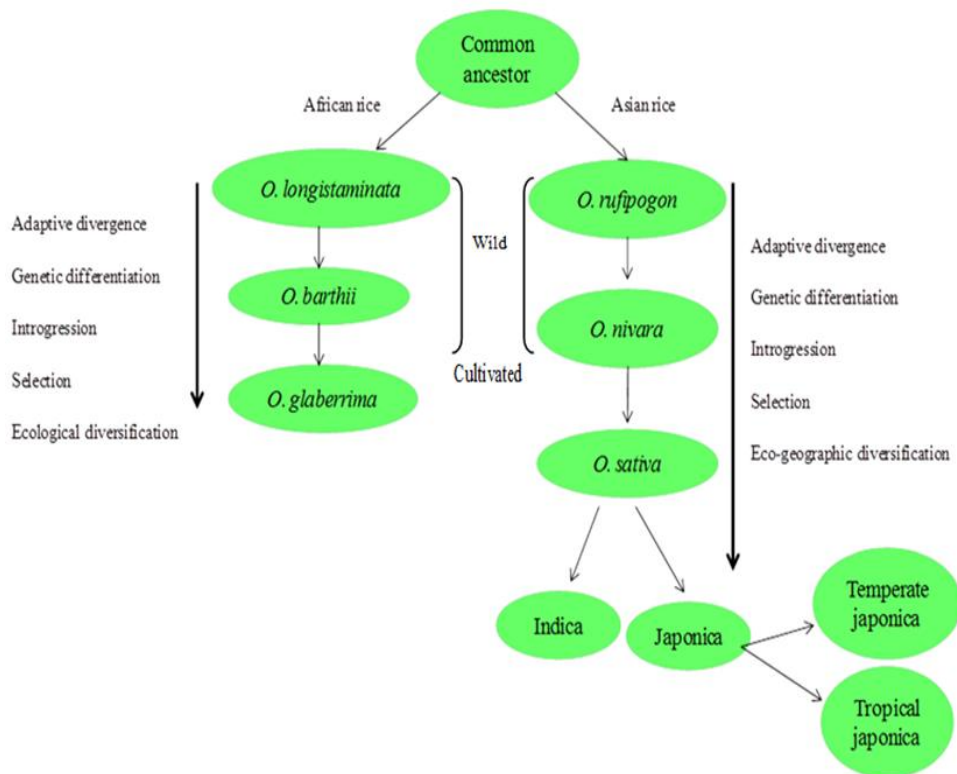 Common
ancestor
African rice
Asian rice
O. longistaminata
O. rufipogon
Wild
Adaptive divergence
Genetic differentiation
Introgression
Selection
Ecological diversification
O. barthii
O. nivara
Cultivated
O. glaberrima
O. sativa
Adaptive divergence
Genetic differentiation
Introgression
Selection
Eco-geographic diversification
Indica
Japonica
Temperate
japonica
Tropical
japonica